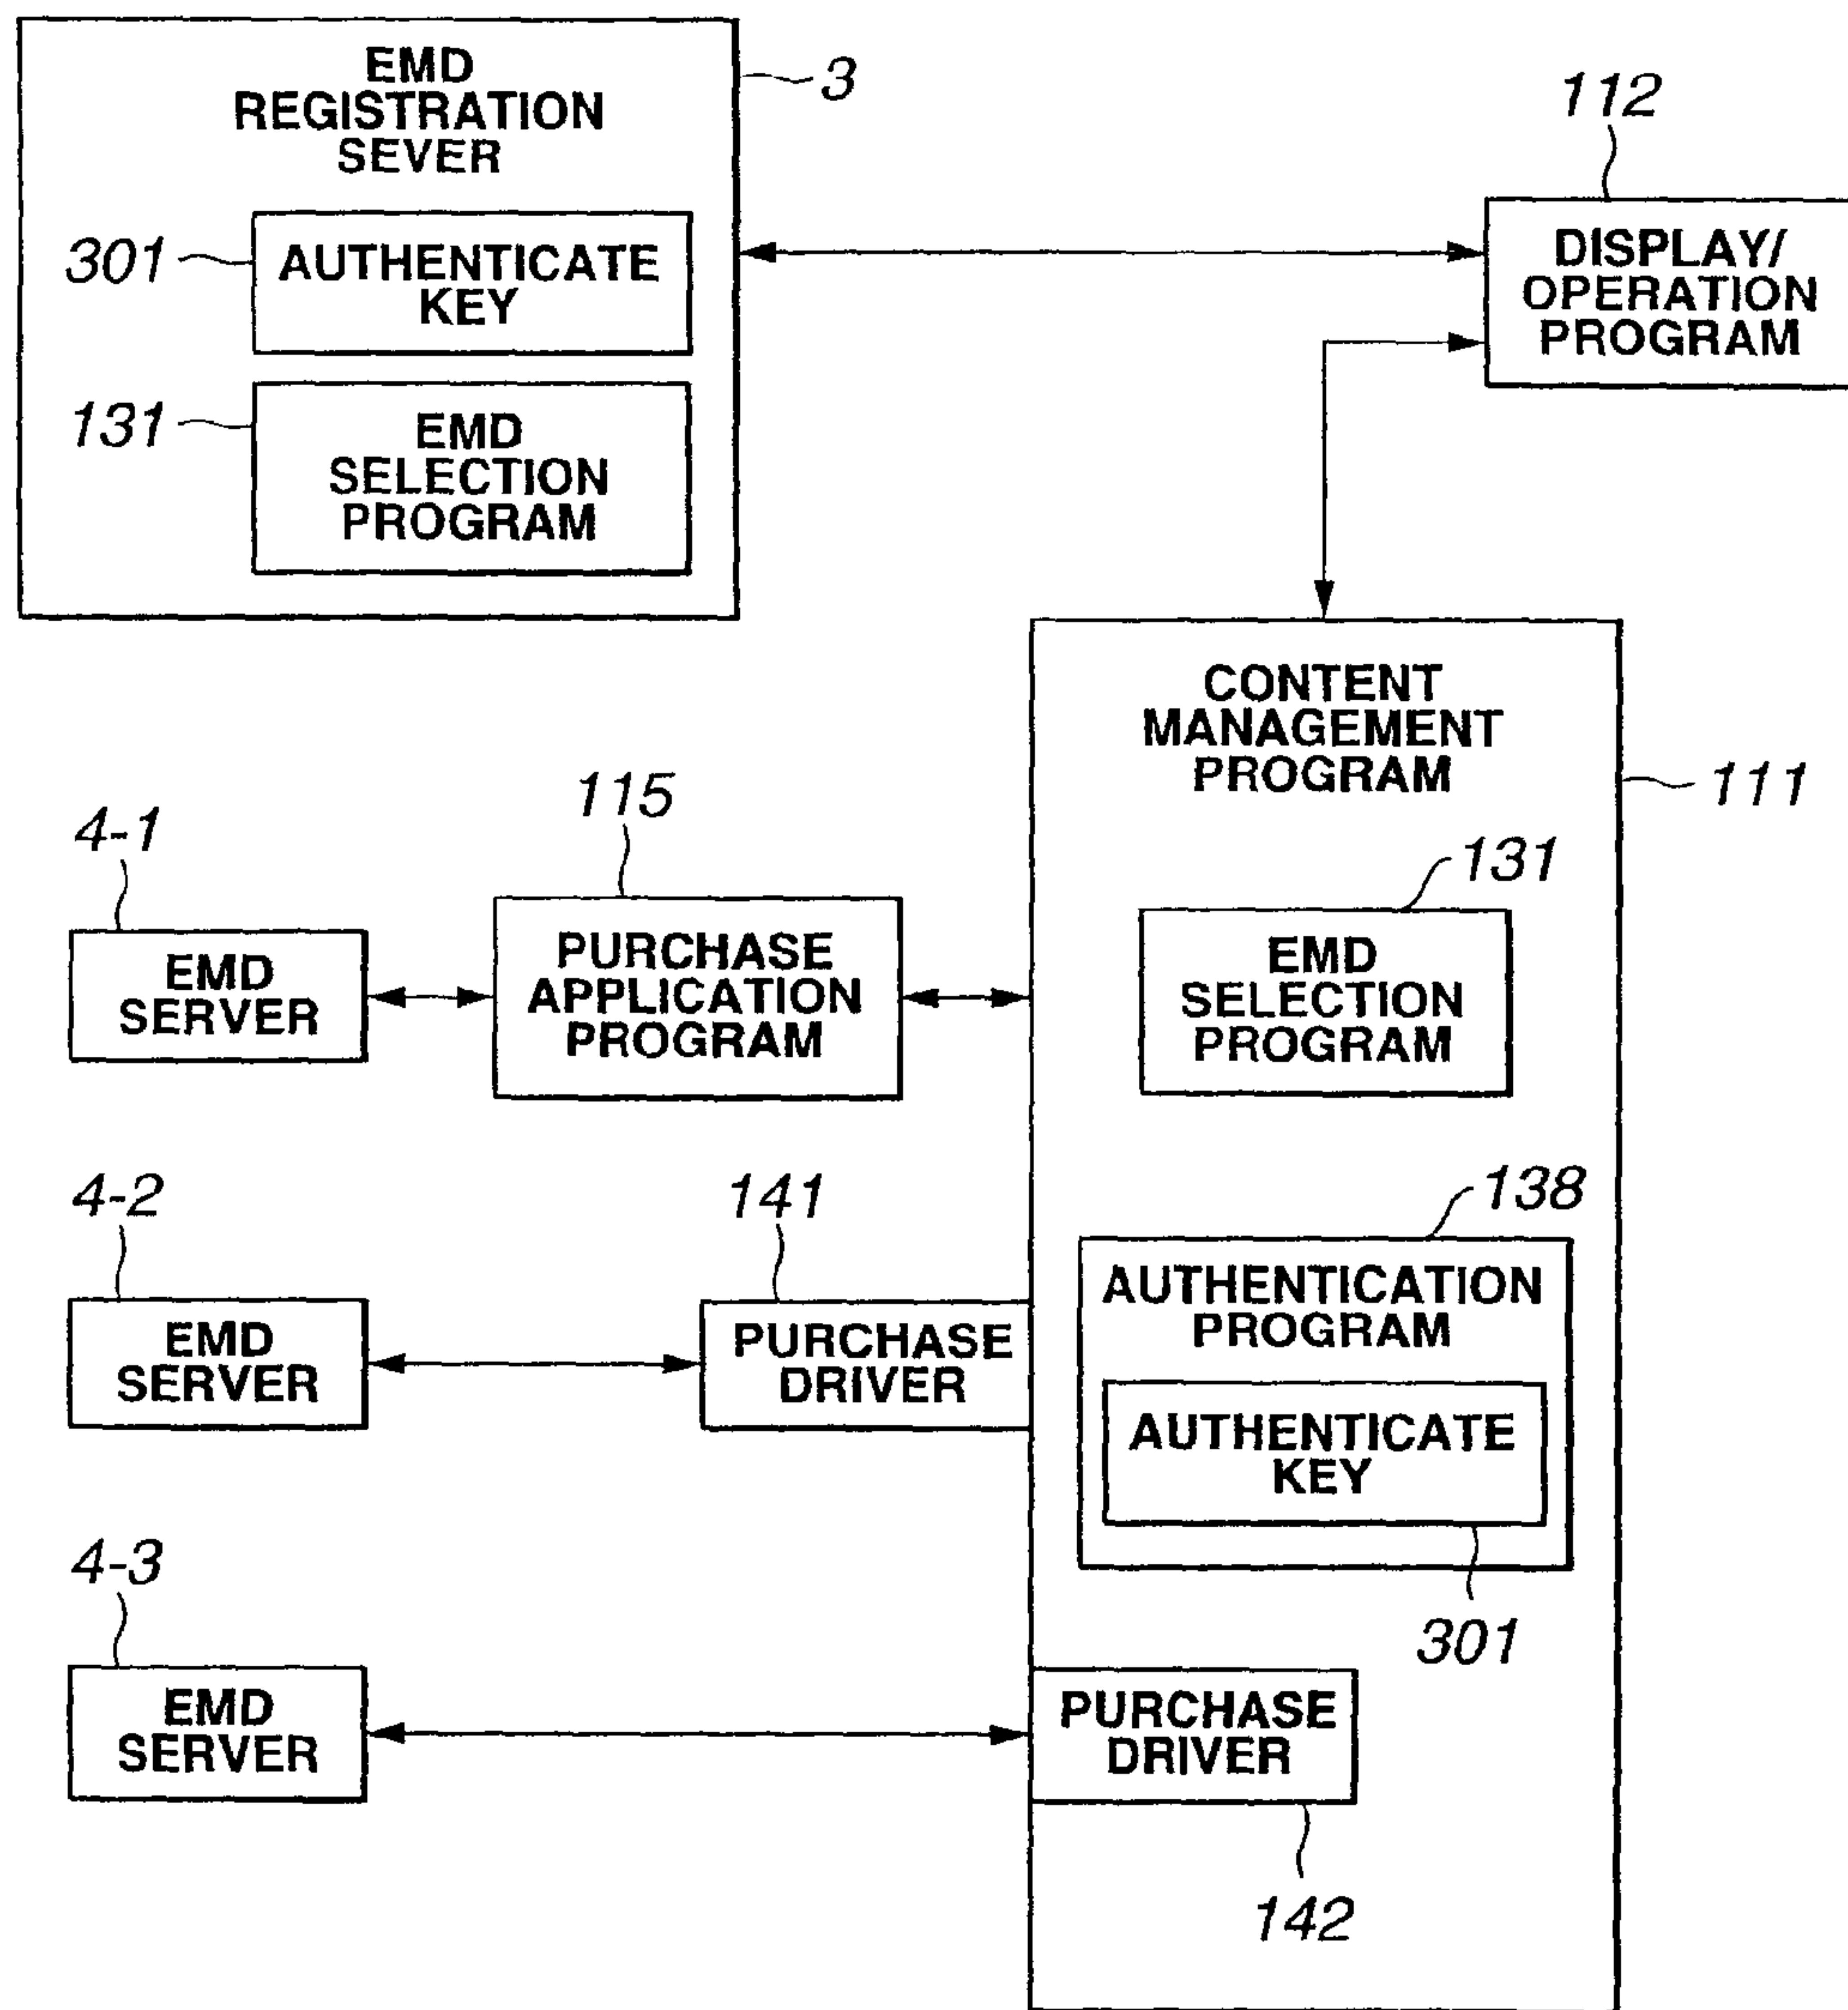 EMD
REGISTRATION
SEVER
3
301
AUTHENTICATE
KEY
131
EMD
SELECTION
PROGRAM
112
DISPLAY/
OPERATION
PROGRAM
CONTENT
MANAGEMENT
PROGRAM
111
131
EMD
SELECTION
PROGRAM
4-1
EMD
SERVER
115
PURCHASE
APPLICATION
PROGRAM
4-2
EMD
SERVER
141
PURCHASE
DRIVER
138
AUTHENTICATION
PROGRAM
AUTHENTICATE
KEY
301
4-3
EMD
SERVER
PURCHASE
DRIVER
142